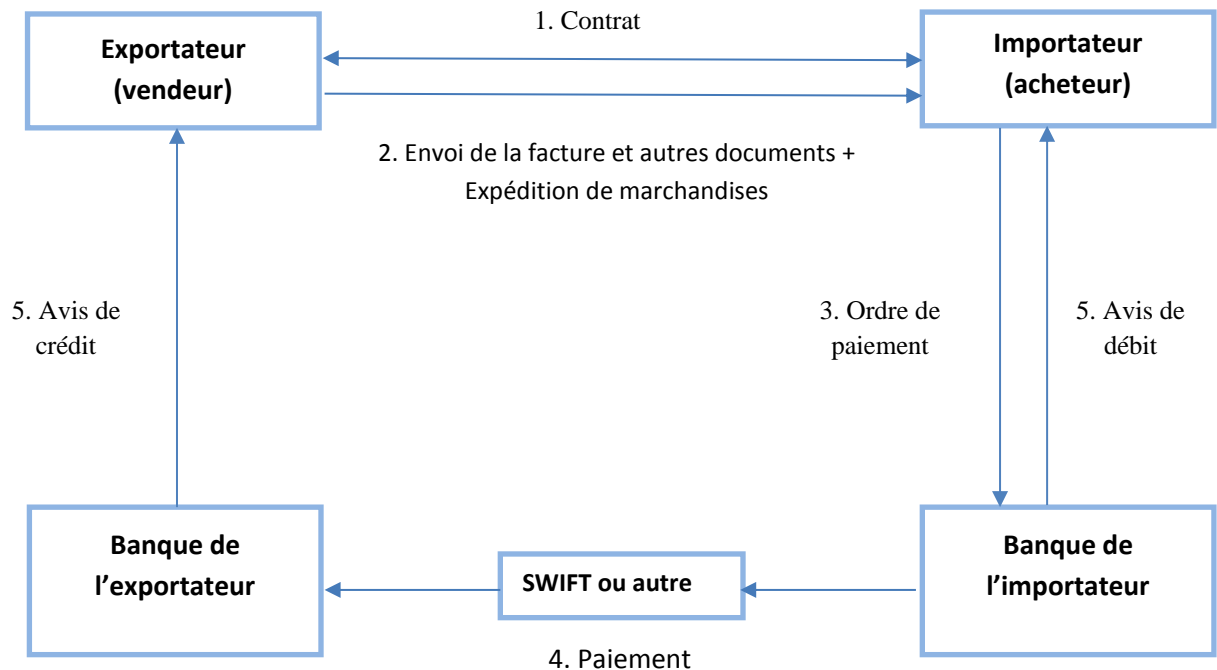 1. Contrat
Exportateur
(vendeur)
Importateur
(acheteur)
2. Envoi de la facture et autres documents +
Expédition de marchandises
5. Avis de
crédit
3. Ordre de
paiement
5. Avis de
débit
Banque de
l’exportateur
SWIFT ou autre
Banque de
l’importateur
4. Paiement